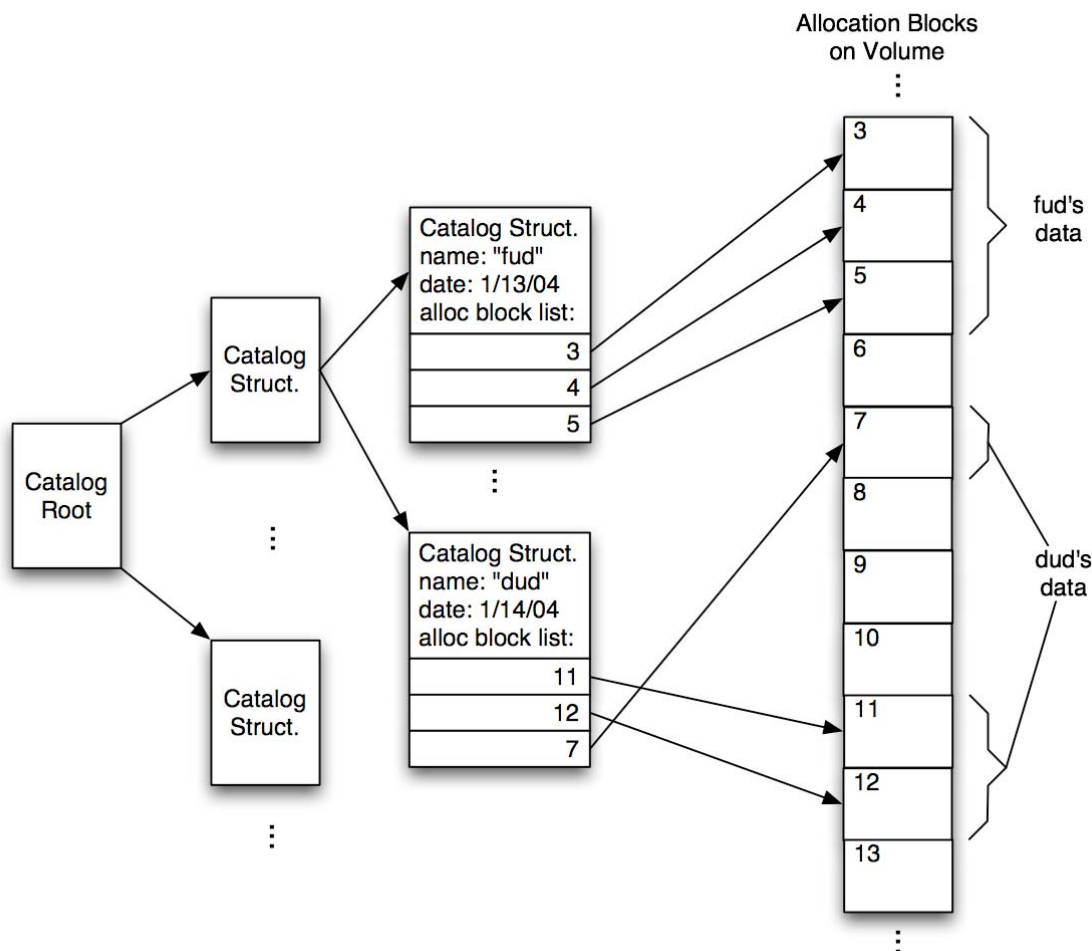 Allocation Blocks
on Volume
Catalog
Root
Catalog
Struct.
Catalog
Struct.
Catalog Struct.
name: "fud"
date: 1/13/04
alloc block list:
3
4
5
Catalog Struct.
name: "dud"
date: 1/14/04
alloc block list:
11
12
7
3
4
5
6
7
8
9
10
11
12
13
fud's
data
dud's
data